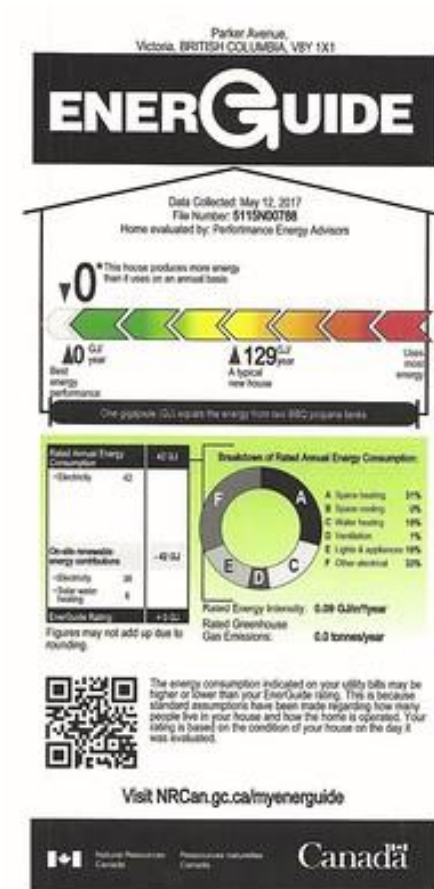 Parker Avenue,
Victoria, BRITISH COLUMBIA, V8Y 1X1
ENERGUIDE
Data Collected: May 12, 2017
File Number: 5115N00788
Home evaluated by: Performance Energy Advisors
0* This house produces more energy
than it uses on an annual basis
0 GJ/
year
Best
energy
performance
129 GJ/
year
A typical
new house
Uses
most
energy
One gigajoule (GJ) equals the energy from two BBQ propane tanks
Rated Annual Energy
Consumption 42 GJ
•Electricity 42
On-site renewable
energy contributions -42 GJ
•Electricity
•Solar water
heating 6
EnerGuide Rating
Figures may not add up due to
rounding.
Breakdown of Rated Annual Energy Consumption:
A
C
D
E
F
A Space heating 31%
B Space cooling 0%
C Water heating
D Ventilation
E Lights & appliances
F Other electrical
Rated Energy Intensity: 0.09 GJ/m²/year
Rated Greenhouse
Gas Emissions: 0.0 tonnes/year
The energy consumption indicated on your utility bills may be
higher or lower than your EnerGuide rating. This is because
standard assumptions have been made regarding how many
people live in your house and how the home is operated. Your
rating is based on the condition of your house on the day it
was evaluated.
Visit NRCan.gc.ca/myenerguide
Natural Resources
Canada
Ressources naturelles
Canada
Canada